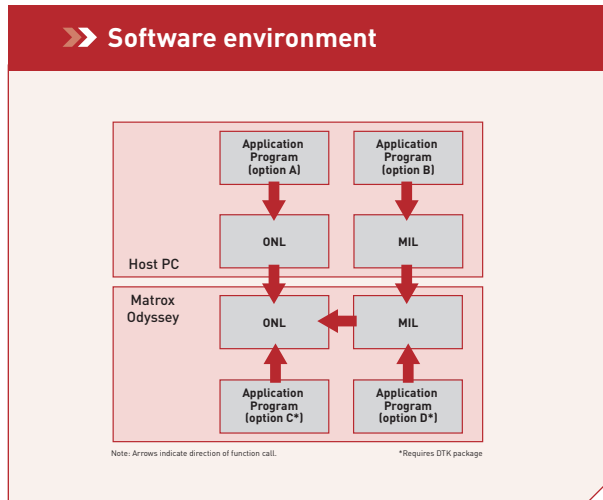 Software environment
Application
Program
(option A)
Application
Program
(option B)
ONL
MIL
Host PC
Matrox
Odyssey
ONL
MIL
Application
Program
(option C*)
Application
Program
(option D*)
Note: Arrows indicate direction of function call.
*Requires DTK package